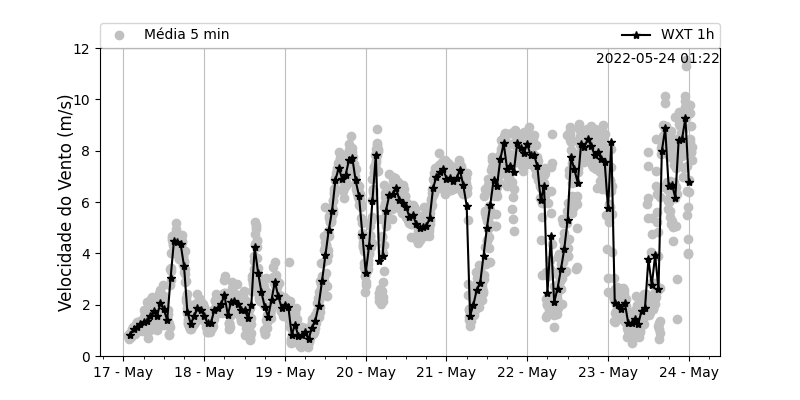 Média 5 min
WXT 1h
2022-05-24 01:22
Velocidade do Vento (m/s)
12
10
8
6
4
2
0
17 - May
18 - May
19 - May
20 - May
21 - May
22 - May
23 - May
24 - May